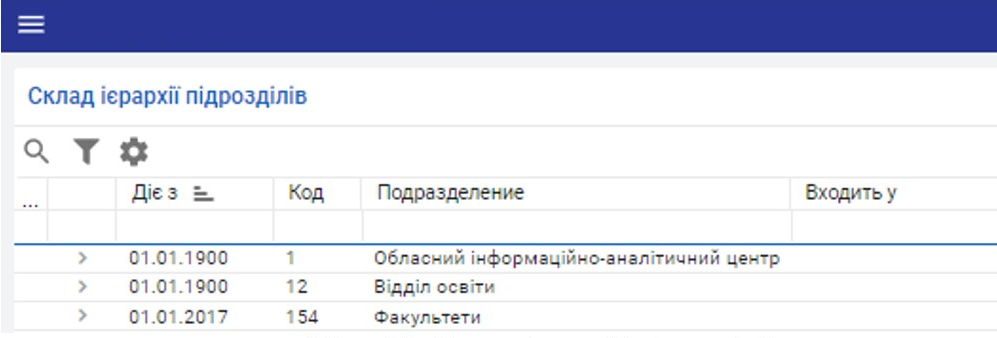 Склад ієрархії підрозділів
... Діє з Код Подразделение Входить у
01.01.1900 1 Обласний інформаційно-аналітичний центр
01.01.1900 12 Відділ освіти
01.01.2017 154 Факультети